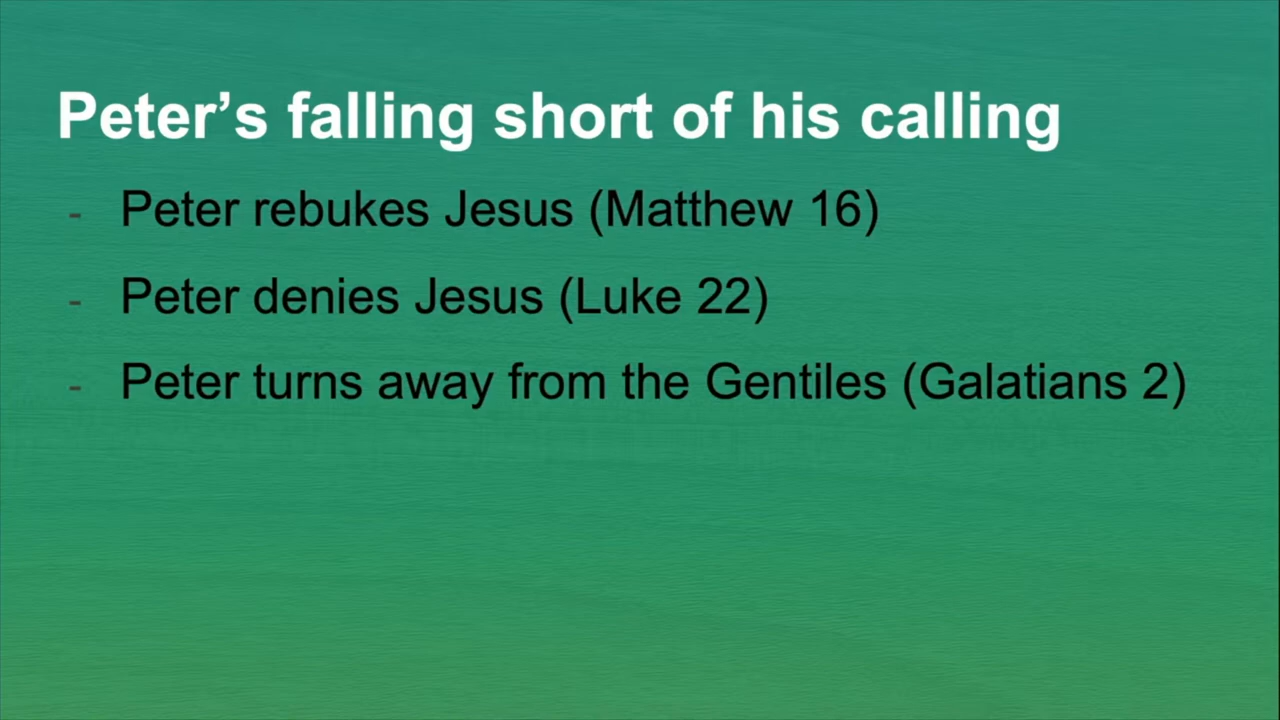 Peter’s falling short of his calling
- Peter rebukes Jesus (Matthew 16)
- Peter denies Jesus (Luke 22)
- Peter turns away from the Gentiles (Galatians 2)